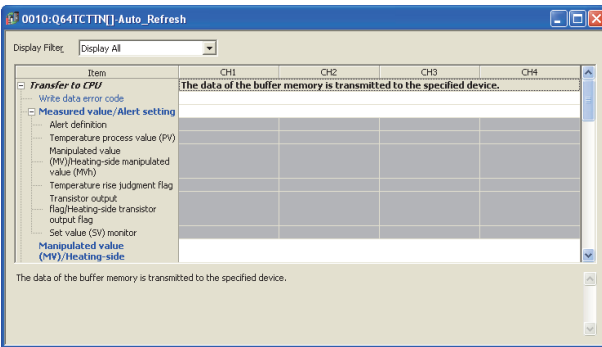 0010:Q64TCTTN[]-Auto_Refresh
Display Filter Display All
Item CH1 CH2 CH3 CH4
Transfer to CPU The data of the buffer memory is transmitted to the specified device.
Write data error code
Measured value/Alert setting
Alert definition
Temperature process value (PV)
Manipulated value
(MV)/Heating-side manipulated
value (MVh)
Temperature rise judgment flag
Transistor output
flag/Heating-side transistor
output flag
Set value (SV) monitor
Manipulated value
(MV)/Heating-side
The data of the buffer memory is transmitted to the specified device.